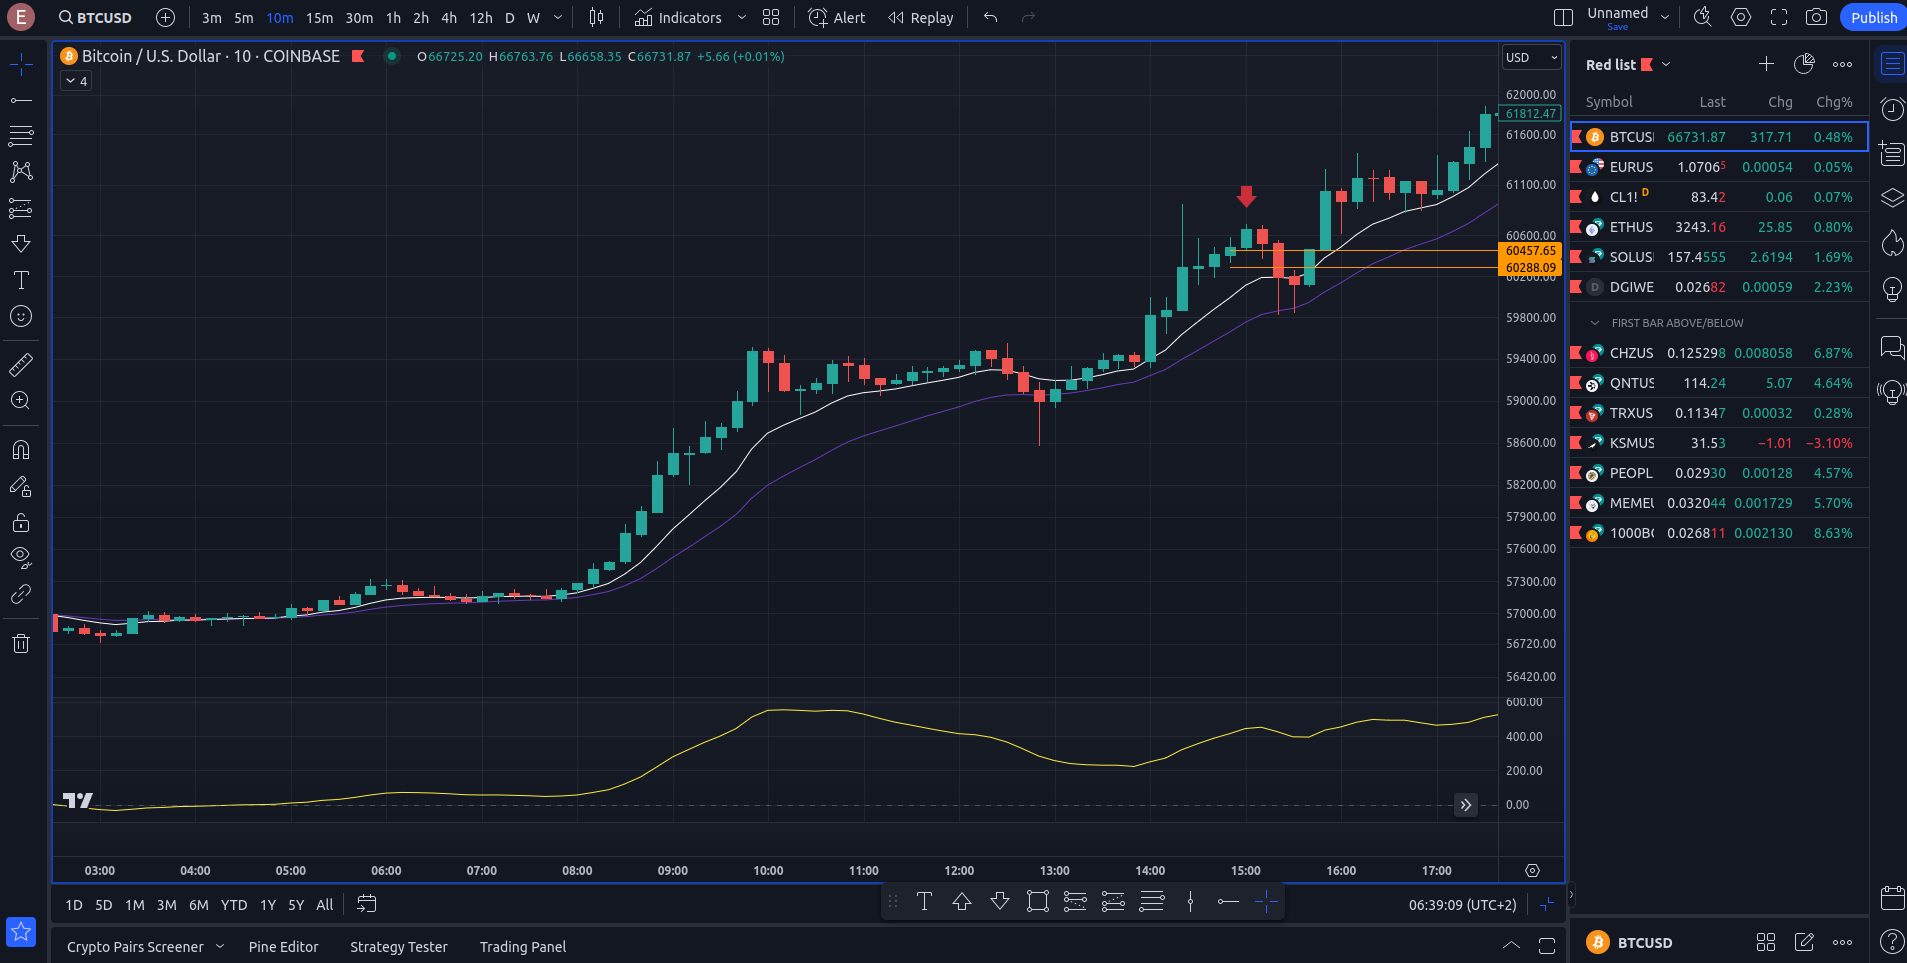 E
BTCUSD
3m 5m 10m 15m 30m 1h 2h 4h 12h D W
Indicators
Alert
Replay
Unnamed
Save
Publish
Bitcoin / U.S. Dollar · 10 · COINBASE
O66725.20 H66763.76 L66658.35 C66731.87 +5.66 (+0.01%)
4
USD
62000.00
61812.47
61600.00
61100.00
60600.00
60457.65
60288.09
60200.00
59800.00
59400.00
59000.00
58600.00
58200.00
57900.00
57600.00
57300.00
57000.00
56720.00
56420.00
600.00
400.00
200.00
0.00
03:00 04:00 05:00 06:00 07:00 08:00 09:00 10:00 11:00 12:00 13:00 14:00 15:00 16:00 17:00
1D 5D 1M 3M 6M YTD 1Y 5Y All
T
06:39:09 (UTC+2)
Crypto Pairs Screener Pine Editor Strategy Tester Trading Panel
Red list
Symbol Last Chg Chg%
BTCUSI 66731.87 317.71 0.48%
EURUS 1.07065 0.00054 0.05%
CL1! D 83.42 0.06 0.07%
ETHUS 3243.16 25.85 0.80%
SOLUSI 157.4555 2.6194 1.69%
D DGIWE 0.02682 0.00059 2.23%
FIRST BAR ABOVE/BELOW
CHZUS 0.125298 0.008058 6.87%
QNTUS 114.24 5.07 4.64%
TRXUS 0.11347 0.00032 0.28%
KSMUS 31.53 −1.01 −3.10%
PEOPL 0.02930 0.00128 4.57%
MEMEU 0.032044 0.001729 5.70%
1000BO 0.026811 0.002130 8.63%
BTCUSD